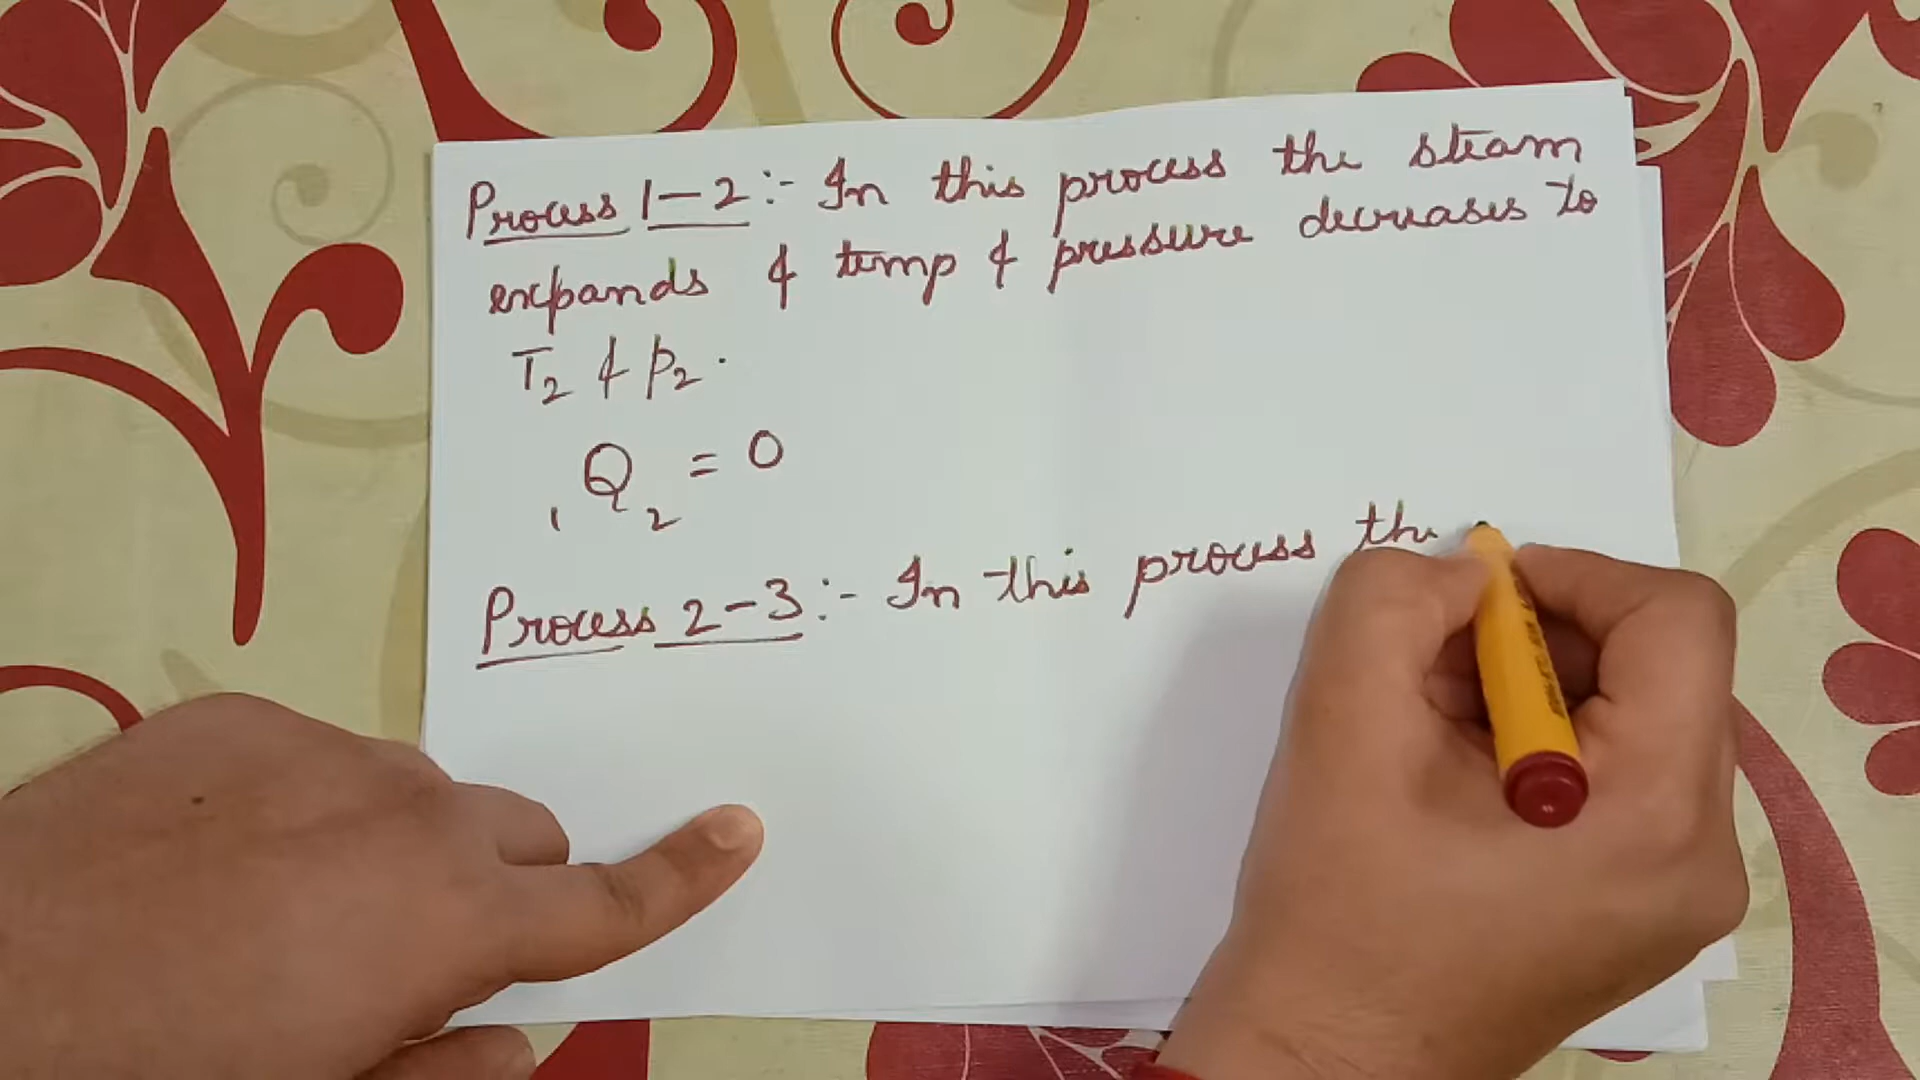 Process 1-2:- In this process the steam
expands & temp & pressure decreases to
T₂ & p₂.
₁Q₂ = 0
Process 2-3:- In this process the